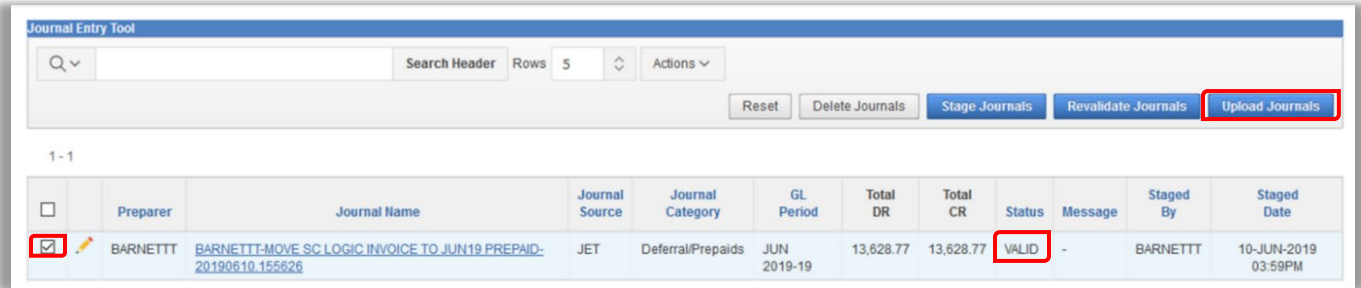 Journal Entry Tool
Search Header Rows 5 Actions
Reset Delete Journals Stage Journals Revalidate Journals Upload Journals
1 - 1
Preparer Journal Name Journal Source Journal Category GL Period Total DR Total CR Status Message Staged By Staged Date
BARNETTT BARNETTT-MOVE SC LOGIC INVOICE TO JUN19 PREPAID- JET Deferral/Prepaids JUN 13,628.77 13,628.77 VALID - BARNETTT 10-JUN-2019
20190610.155626 2019-19 03:59PM